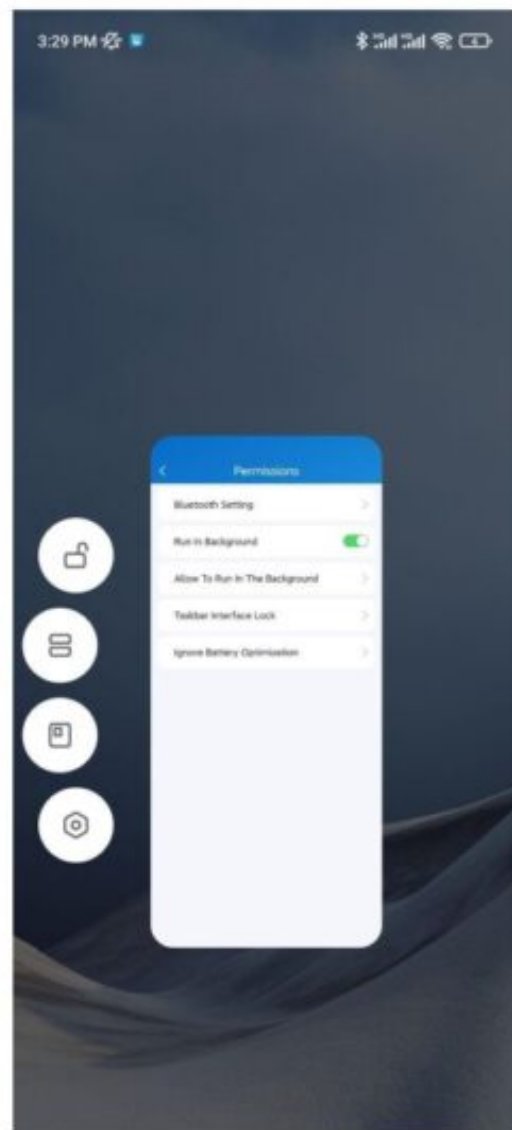 3:29 PM
Permissions
Bluetooth Setting
Run In Background
Allow To Run In The Background
Taskbar Interface Lock
Ignore Battery Optimization